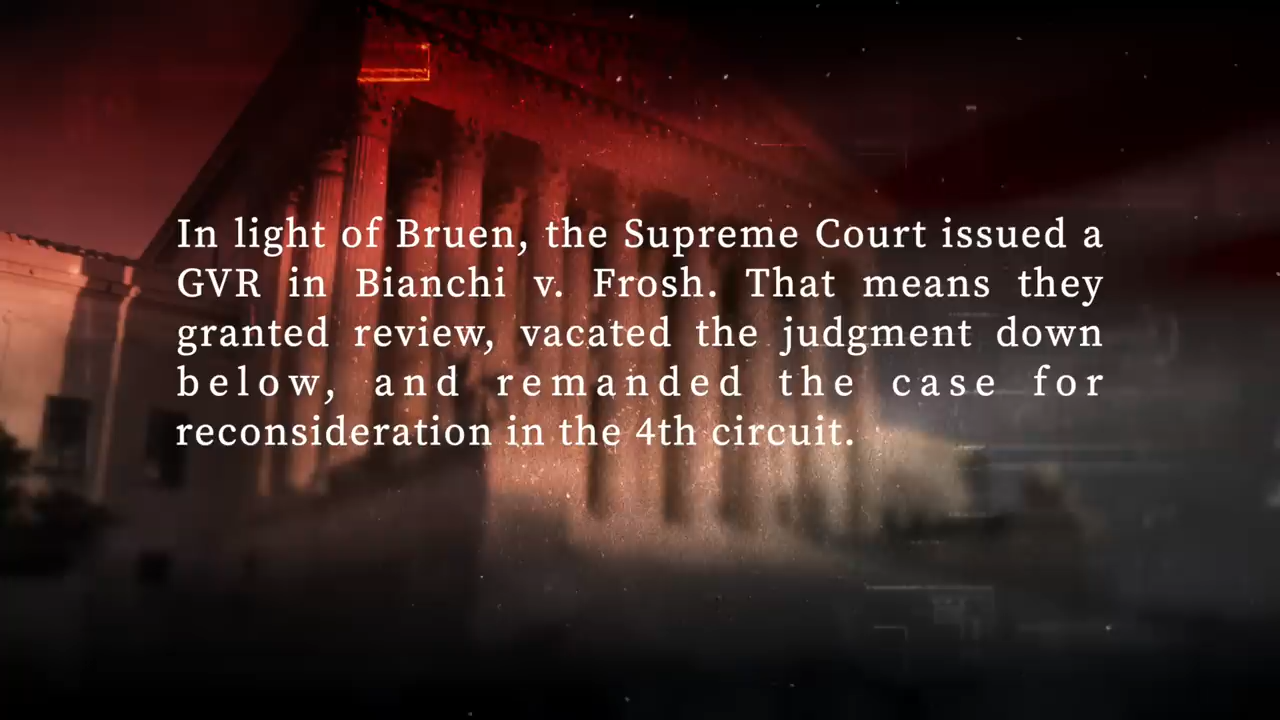 In light of Bruen, the Supreme Court issued a
GVR in Bianchi v. Frosh. That means they
granted review, vacated the judgment down
below, and remanded the case for
reconsideration in the 4th circuit.